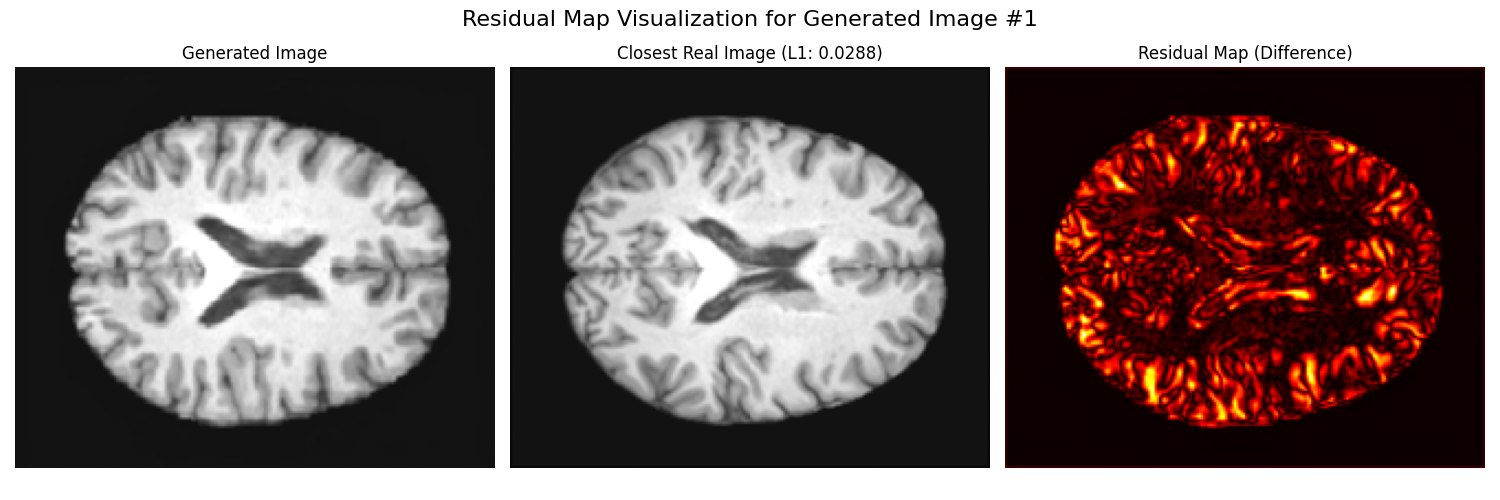 Residual Map Visualization for Generated Image #1
Generated Image
Closest Real Image (L1: 0.0288)
Residual Map (Difference)